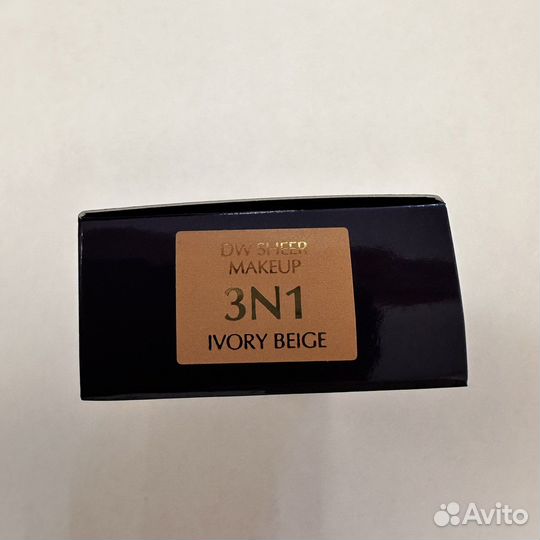 DW SHEER
MAKEUP
3N1
IVORY BEIGE
Avito